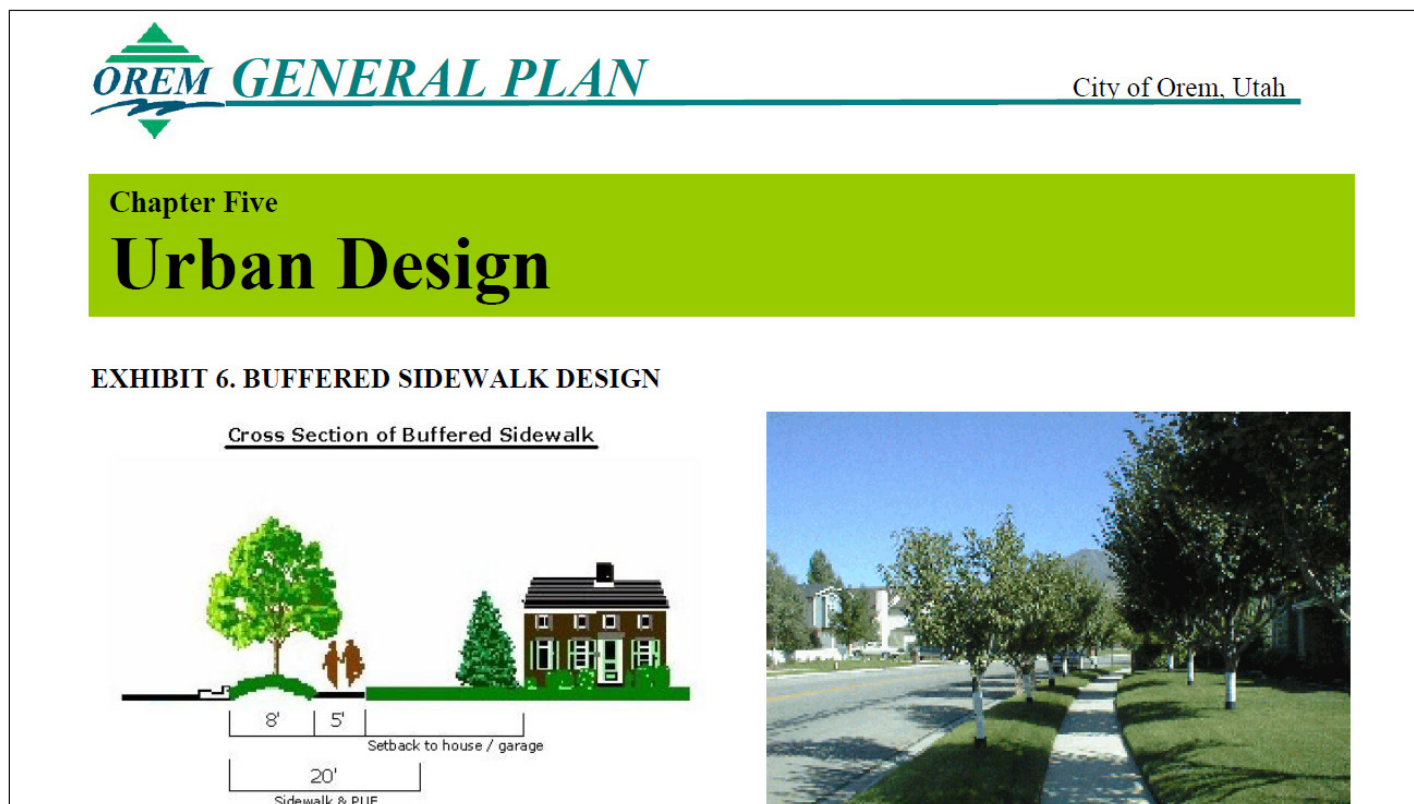 OREM GENERAL PLAN
City of Orem, Utah
Chapter Five
Urban Design
EXHIBIT 6. BUFFERED SIDEWALK DESIGN
Cross Section of Buffered Sidewalk
8' 5'
Setback to house / garage
20'
Sidewalk & PUE